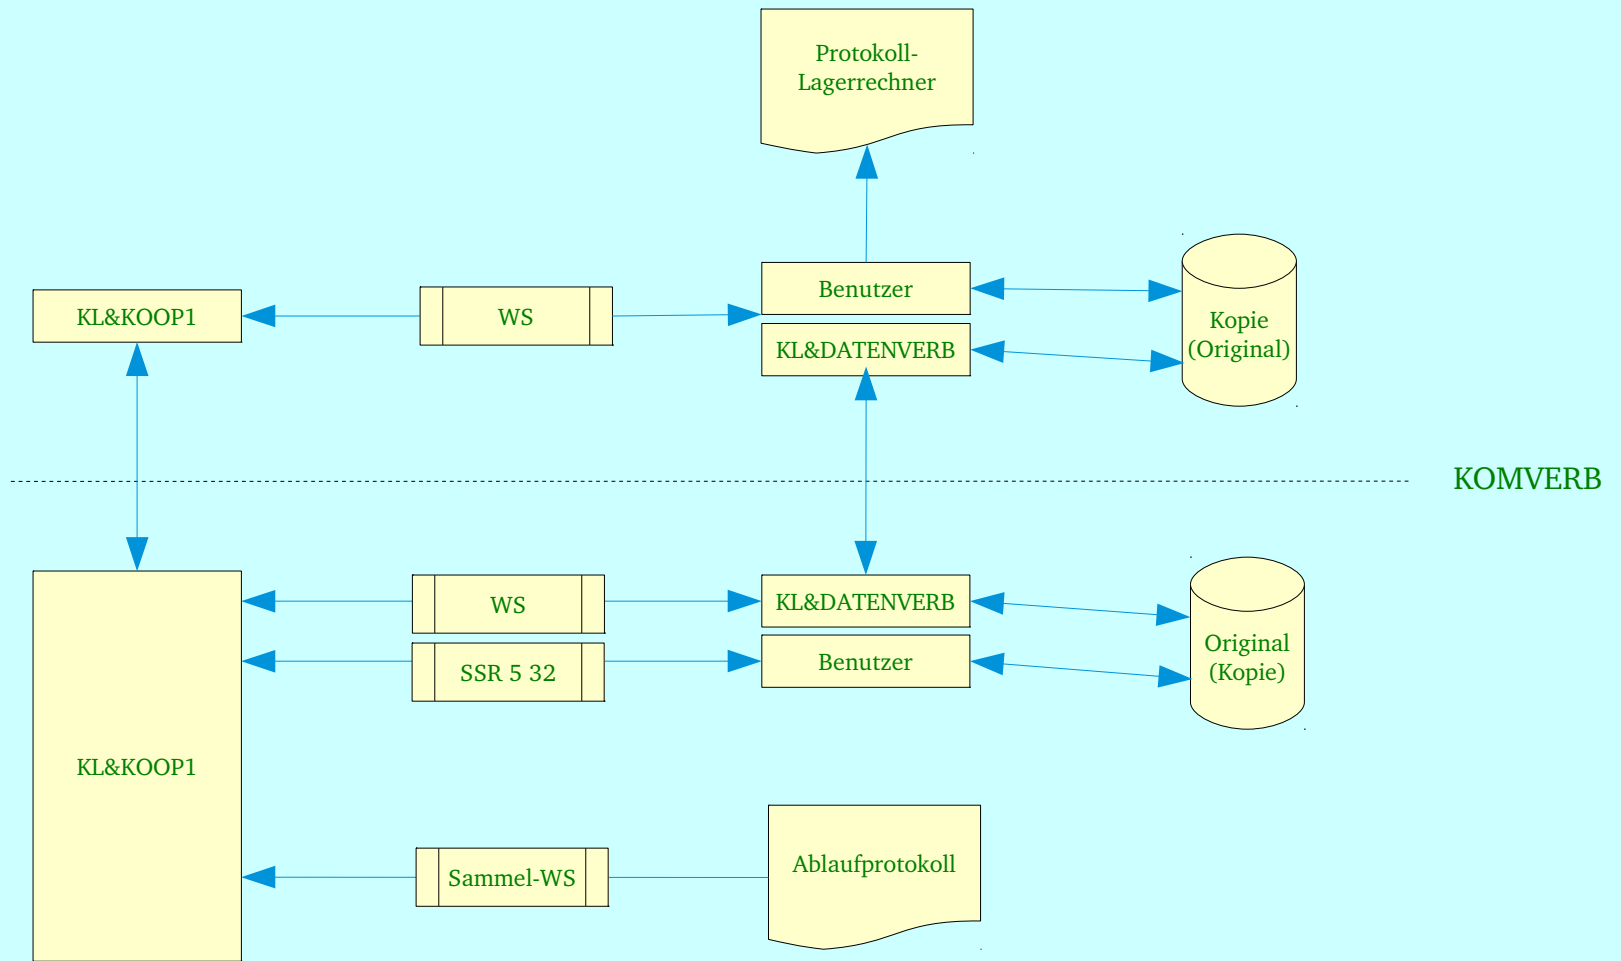 Protokoll-
Lagerrechner
KL&KOOP1
WS
Benutzer
KL&DATENVERB
Kopie
(Original)
KOMVERB
KL&KOOP1
WS
SSR 5 32
KL&DATENVERB
Benutzer
Original
(Kopie)
Sammel-WS
Ablaufprotokoll